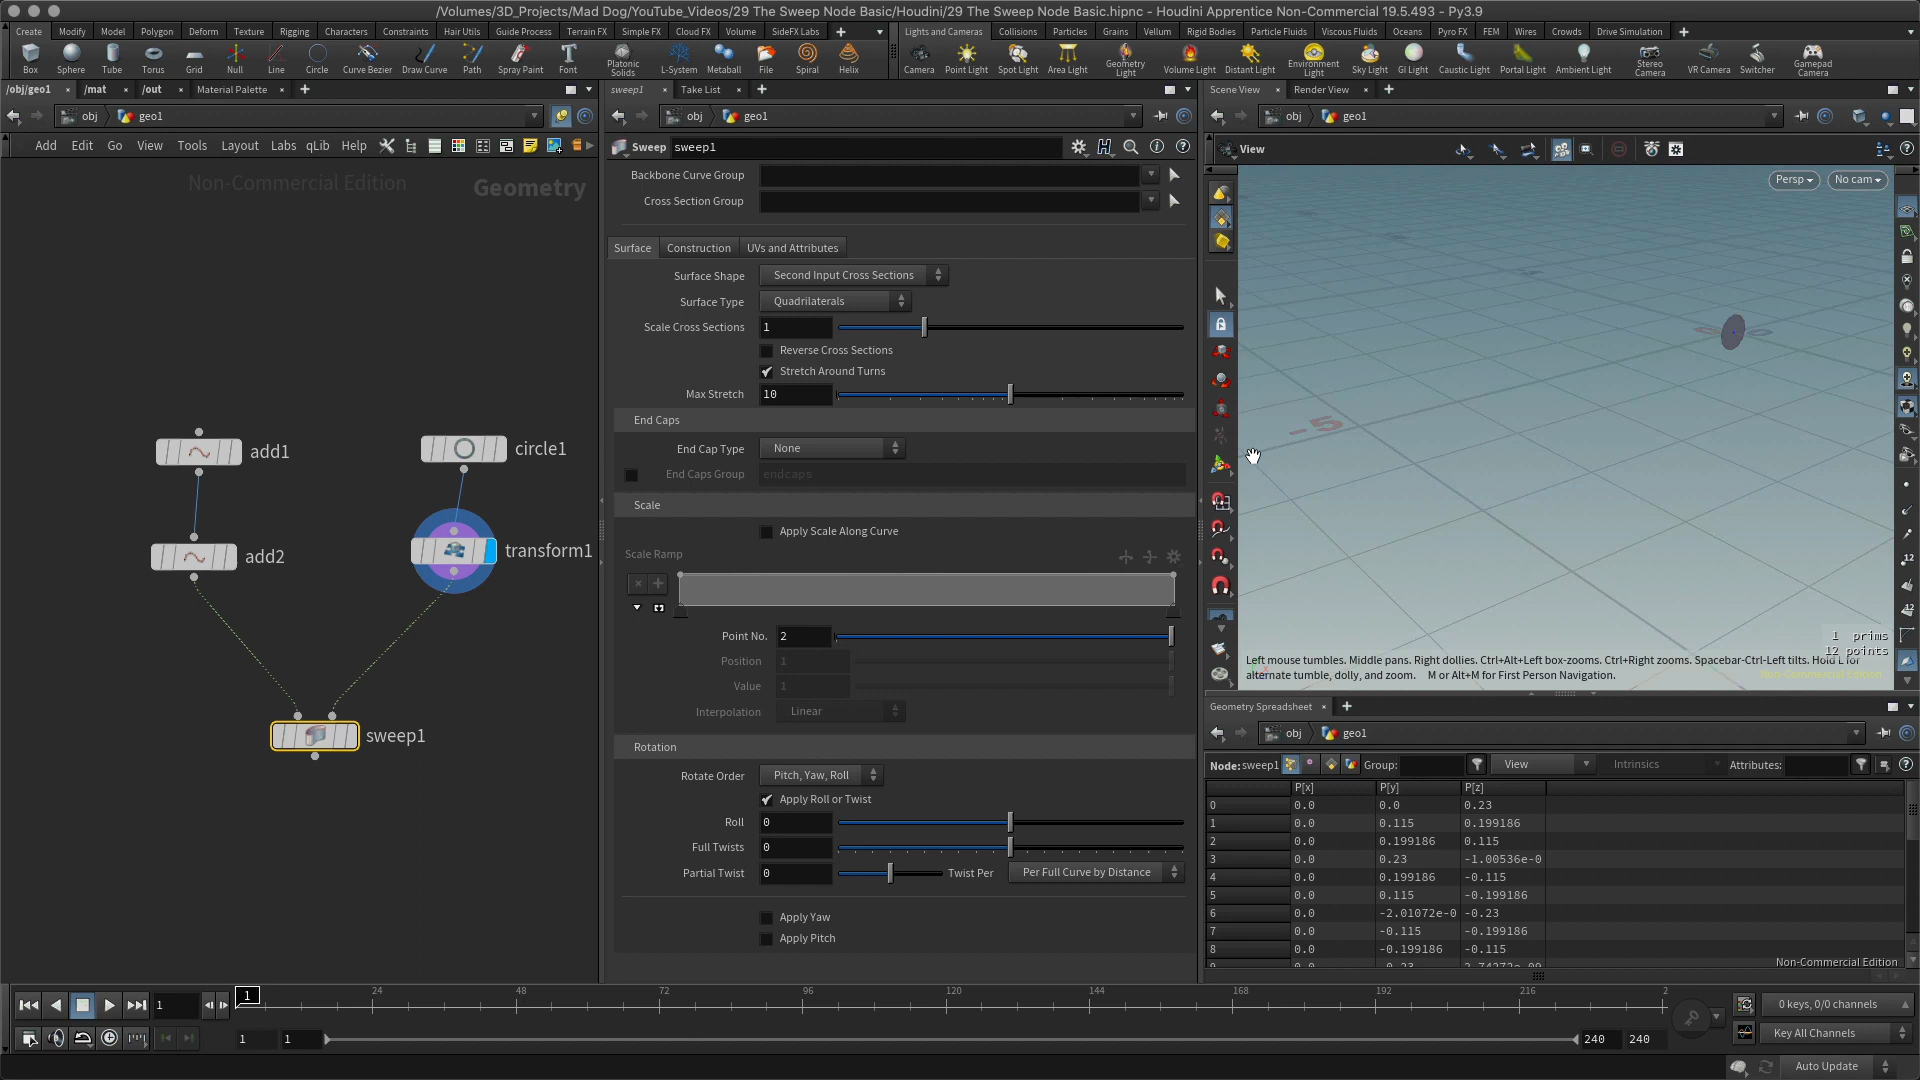 /Volumes/3D_Projects/Mad Dog/YouTube_Videos/29 The Sweep Node Basic/Houdini/29 The Sweep Node Basic.hipnc - Houdini Apprentice Non-Commercial 19.5.493 - Py3.9
Create Modify Model Polygon Deform Texture Rigging Characters Constraints Hair Utils Guide Process Terrain FX Simple FX Cloud FX Volume SideFX Labs
Lights and Cameras Collisions Particles Grains Vellum Rigid Bodies Particle Fluids Viscous Fluids Oceans Pyro FX FEM Wires Crowds Drive Simulation
Box Sphere Tube Torus Grid Null Line Circle Curve Bezier Draw Curve Path Spray Paint Font Platonic Solids L-System Metaball File Spiral Helix
Camera Point Light Spot Light Area Light Geometry Light Volume Light Distant Light Environment Light Sky Light GI Light Caustic Light Portal Light Ambient Light Stereo Camera VR Camera Switcher Gamepad Camera
/obj/geo1 /mat /out Material Palette
sweep1 Take List
Scene View Render View
obj geo1
obj geo1
obj geo1
Add Edit Go View Tools Layout Labs qLib Help
Non-Commercial Edition
Geometry
add1
circle1
add2
transform1
sweep1
Sweep sweep1
Backbone Curve Group
Cross Section Group
Surface Construction UVs and Attributes
Surface Shape Second Input Cross Sections
Surface Type Quadrilaterals
Scale Cross Sections 1
Reverse Cross Sections
Stretch Around Turns
Max Stretch 10
End Caps
End Cap Type None
End Caps Group endcaps
Scale
Apply Scale Along Curve
Scale Ramp
Point No. 2
Position 1
Value 1
Interpolation Linear
Rotation
Rotate Order Pitch, Yaw, Roll
Apply Roll or Twist
Roll 0
Full Twists 0
Partial Twist 0 Twist Per Per Full Curve by Distance
Apply Yaw
Apply Pitch
View
Persp No cam
-5
1 prims
12 points
Left mouse tumbles. Middle pans. Right dollies. Ctrl+Alt+Left box-zooms. Ctrl+Right zooms. Spacebar-Ctrl-Left tilts. Hold L for
alternate tumble, dolly, and zoom. M or Alt+M for First Person Navigation.
Non-Commercial Edition
12
12
Geometry Spreadsheet
obj geo1
Node: sweep1 Group: View Intrinsics Attributes:
P[x] P[y] P[z]
0 0.0 0.0 0.23
1 0.0 0.115 0.199186
2 0.0 0.199186 0.115
3 0.0 0.23 -1.00536e-0
4 0.0 0.199186 -0.115
5 0.0 0.115 -0.199186
6 0.0 -2.01072e-0 -0.23
7 0.0 -0.115 -0.199186
8 0.0 -0.199186 -0.115
Non-Commercial Edition
1 1 24 48 72 96 120 144 168 192 216 2
0 keys, 0/0 channels
1 1 240 240
Key All Channels
Auto Update